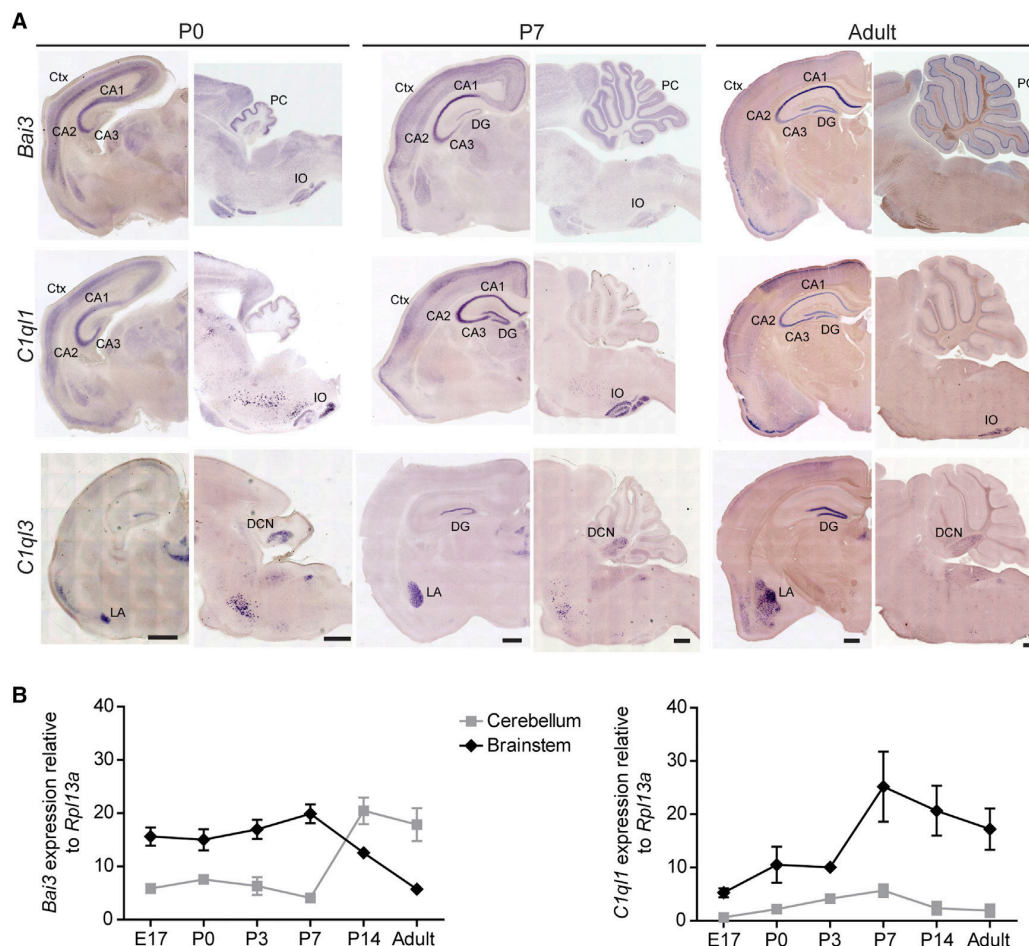 A
P0
P7
Adult
Bai3
Ctx
CA1
CA2
CA3
PC
IO
Ctx
CA1
CA2
CA3
DG
PC
IO
Ctx
CA1
CA2
CA3
DG
PC
C1ql1
Ctx
CA1
CA2
CA3
IO
Ctx
CA1
CA2
CA3
DG
IO
Ctx
CA1
CA2
CA3
DG
IO
C1ql3
LA
DCN
DG
LA
DCN
DG
LA
DCN
B
Bai3 expression relative
to Rpl13a
40
30
20
10
0
E17 P0 P3 P7 P14 Adult
Cerebellum
Brainstem
C1ql1 expression relative
to Rpl13a
40
30
20
10
0
E17 P0 P3 P7 P14 Adult